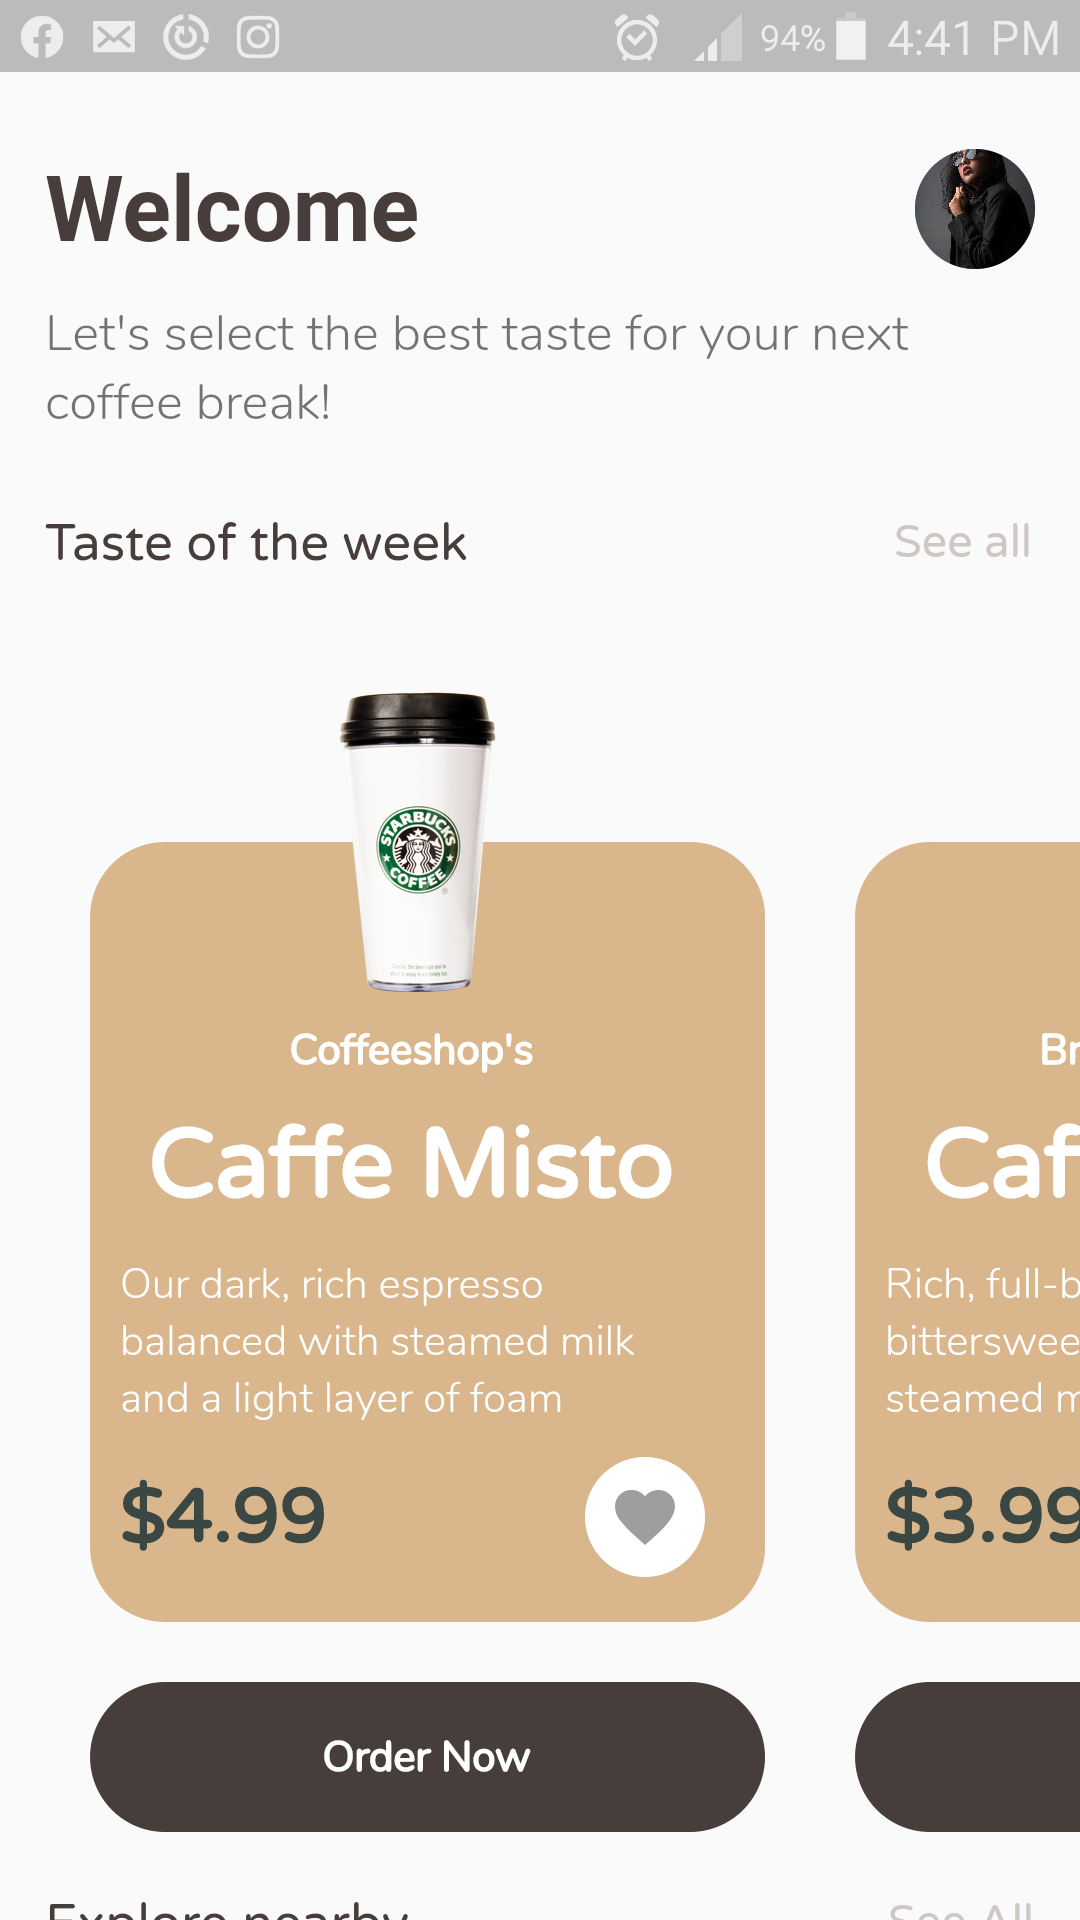 94% 4:41 PM
Welcome
Let's select the best taste for your next
coffee break!
Taste of the week
See all
STARBUCKS
COFFEE
Coffeeshop's
Caffe Misto
Our dark, rich espresso
balanced with steamed milk
and a light layer of foam
$4.99
Order Now
Br
Caf
Rich, full-b
bitterswee
steamed m
$3.99
Explore nearby
See All